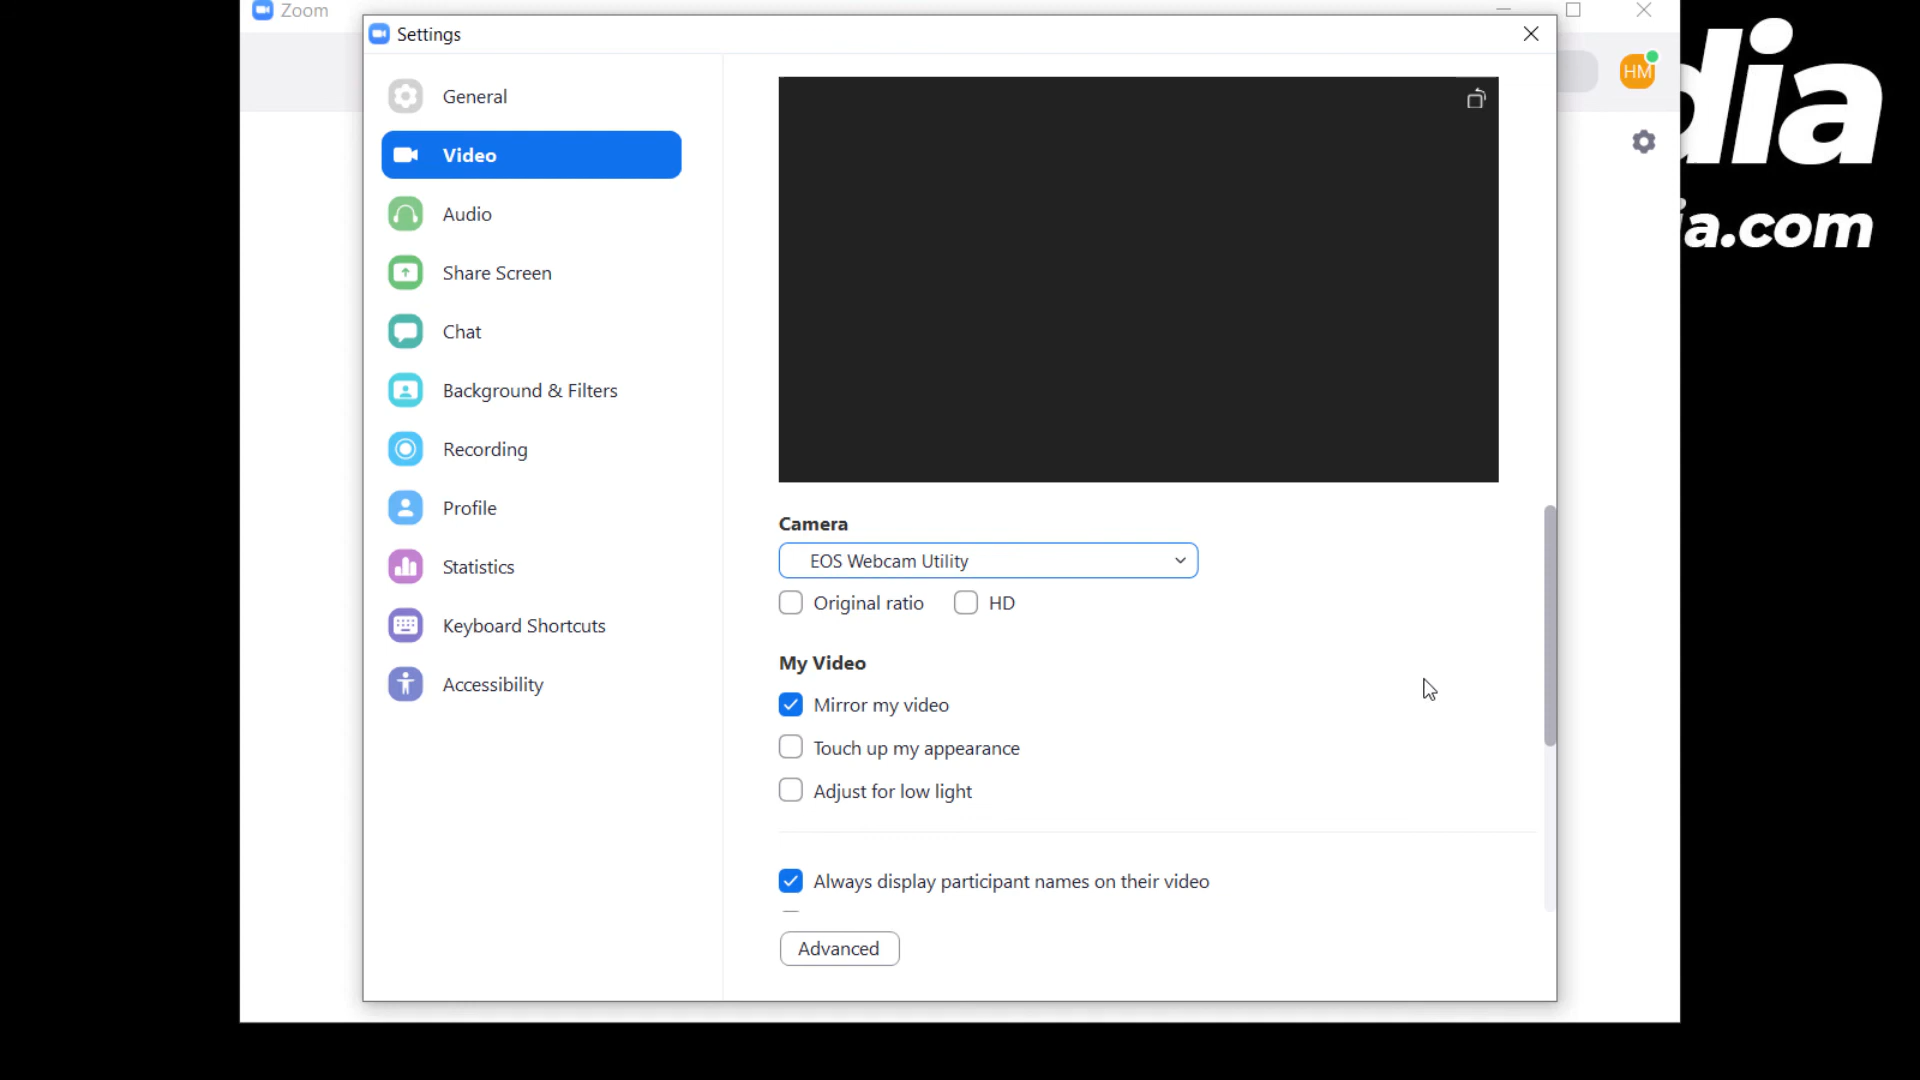 Zoom
Settings
HM
dia
ia.com
General
Video
Audio
Share Screen
Chat
Background & Filters
Recording
Profile
Statistics
Keyboard Shortcuts
Accessibility
Camera
EOS Webcam Utility
Original ratio
HD
My Video
Mirror my video
Touch up my appearance
Adjust for low light
Always display participant names on their video
Advanced